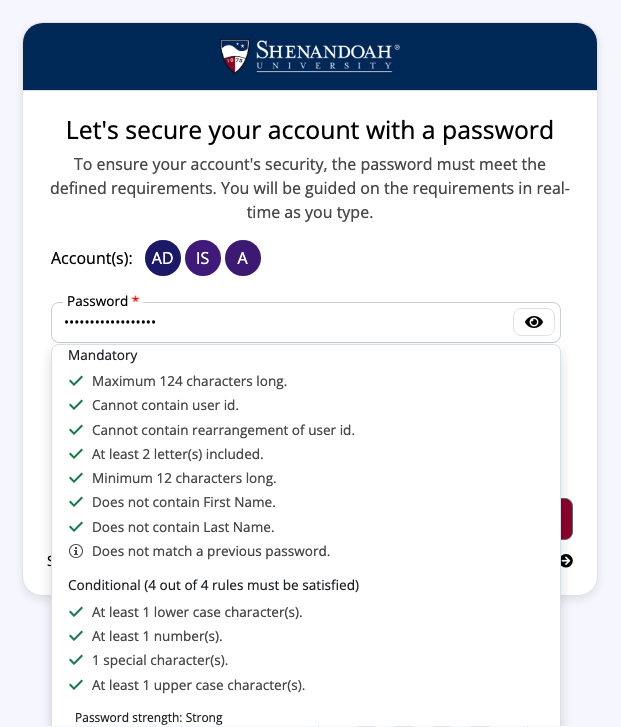 SHENANDOAH®
UNIVERSITY
1875
Let's secure your account with a password
To ensure your account's security, the password must meet the
defined requirements. You will be guided on the requirements in real-
time as you type.
Account(s): AD IS A
Password *
••••••••••••••••••
Mandatory
Maximum 124 characters long.
Cannot contain user id.
Cannot contain rearrangement of user id.
At least 2 letter(s) included.
Minimum 12 characters long.
Does not contain First Name.
Does not contain Last Name.
Does not match a previous password.
Conditional (4 out of 4 rules must be satisfied)
At least 1 lower case character(s).
At least 1 number(s).
1 special character(s).
At least 1 upper case character(s).
Password strength: Strong